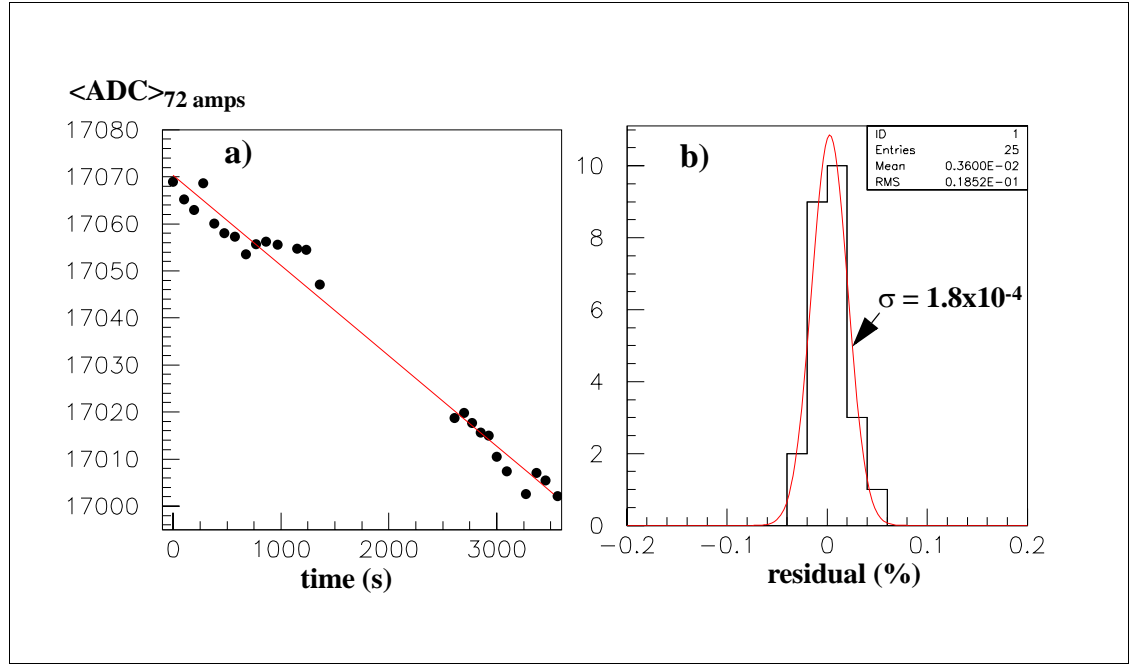 <ADC>72 amps
a)
17080
17070
17060
17050
17040
17030
17020
17010
17000
0 1000 2000 3000
time (s)
b)
ID 1
Entries 25
Mean 0.3600E-02
RMS 0.1852E-01
σ = 1.8x10-4
10
8
6
4
2
0
-0.2 -0.1 0 0.1 0.2
residual (%)